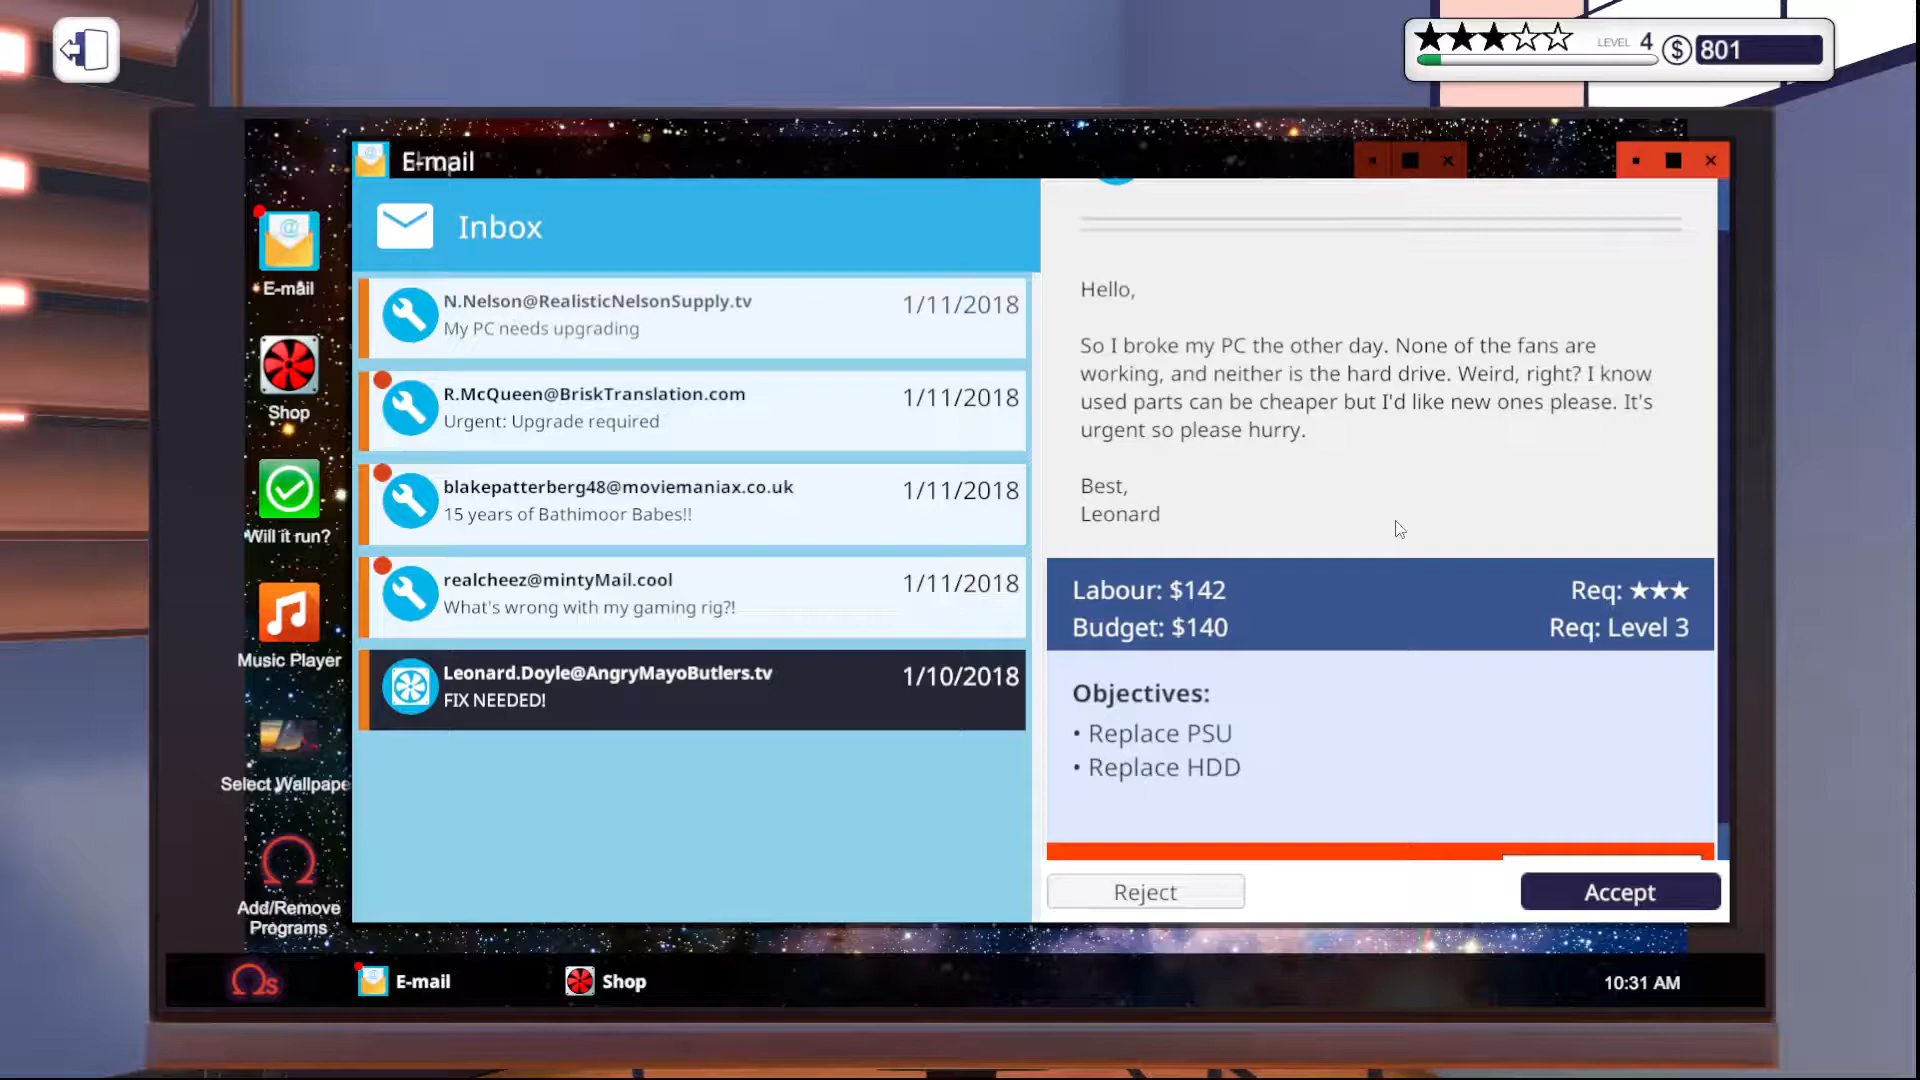 LEVEL 4 $ 801
E-mail
Inbox
N.Nelson@RealisticNelsonSupply.tv 1/11/2018
My PC needs upgrading
R.McQueen@BriskTranslation.com 1/11/2018
Urgent: Upgrade required
blakepatterberg48@moviemaniax.co.uk 1/11/2018
15 years of Bathimoor Babes!!
realcheez@mintyMail.cool 1/11/2018
What's wrong with my gaming rig?!
Leonard.Doyle@AngryMayoButlers.tv 1/10/2018
FIX NEEDED!
Hello,
So I broke my PC the other day. None of the fans are
working, and neither is the hard drive. Weird, right? I know
used parts can be cheaper but I'd like new ones please. It's
urgent so please hurry.
Best,
Leonard
Labour: $142 Req: ★★★
Budget: $140 Req: Level 3
Objectives:
• Replace PSU
• Replace HDD
Reject Accept
E-mail
Shop
Will it run?
Music Player
Select Wallpape
Add/Remove
Programs
Ωs E-mail Shop 10:31 AM